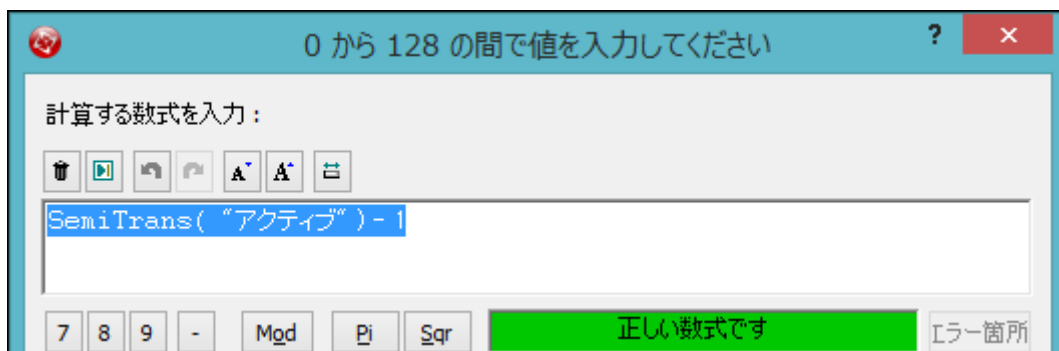 0 から 128 の間で値を入力してください
?
×
計算する数式を入力：
A
A
SemiTrans( "アクティブ" ) - 1
7 8 9 - Mod Pi Sqr 正しい数式です エラー箇所